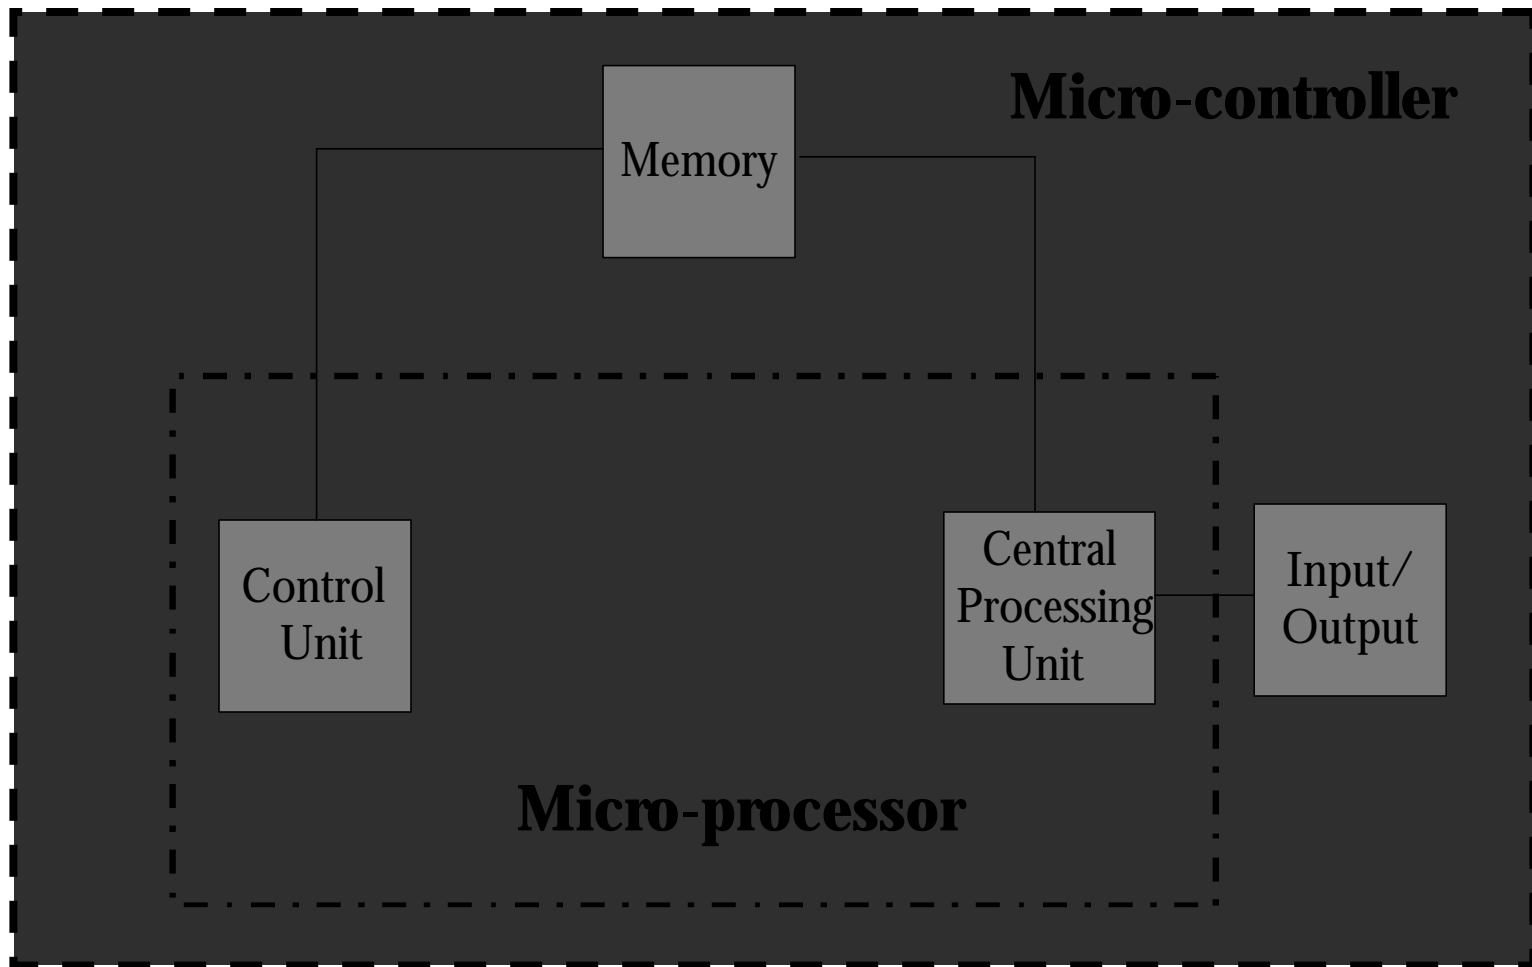 Micro-controller
Memory
Control
Unit
Central
Processing
Unit
Input/
Output
Micro-processor